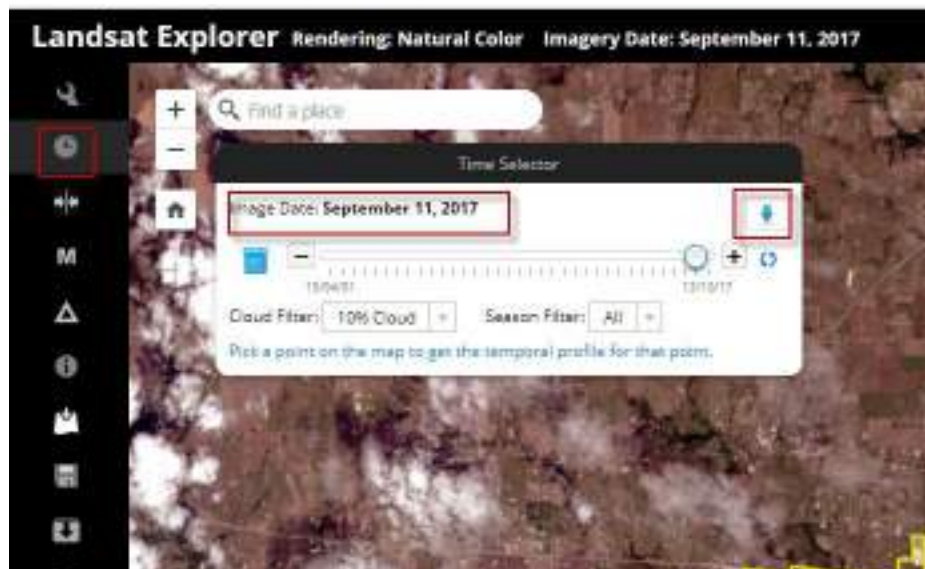 Landsat Explorer Rendering: Natural Color Imagery Date: September 11, 2017
+
Find a place
−
Time Selector
Image Date: September 11, 2017
− +
M
Cloud Filter: 10% Cloud Season Filter: All
Pick a point on the map to get the temporal profile for that point.